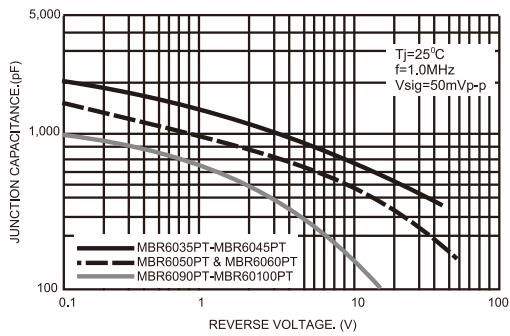 5,000
Tj=25⁰C
f=1.0MHz
Vsig=50mVp-p
1,000
JUNCTION CAPACITANCE.(pF)
MBR6035PT-MBR6045PT
MBR6050PT & MBR6060PT
MBR6090PT-MBR60100PT
100
0.1
1
10
100
REVERSE VOLTAGE. (V)